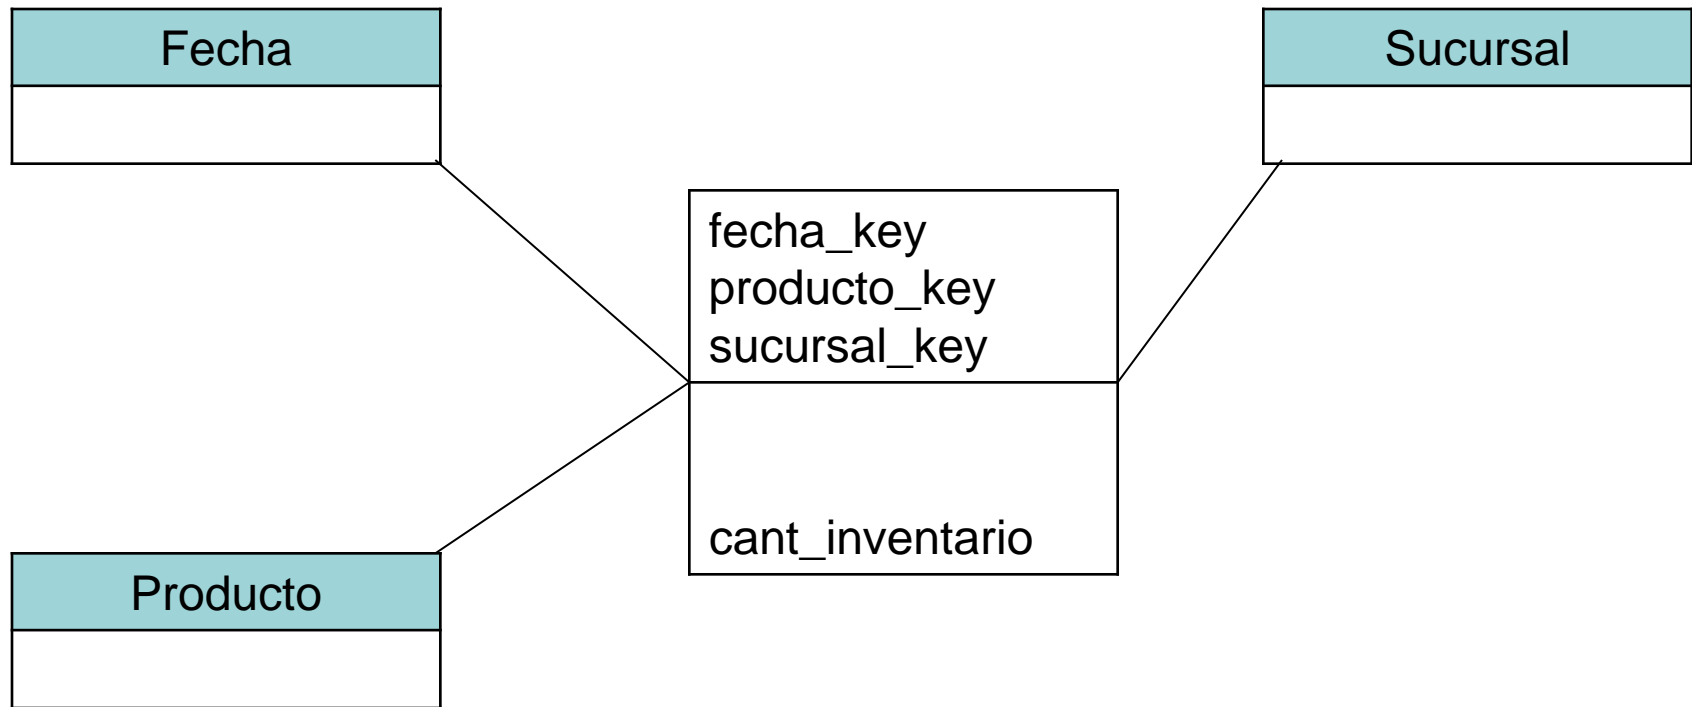 Fecha
Sucursal
fecha_key
producto_key
sucursal_key
cant_inventario
Producto